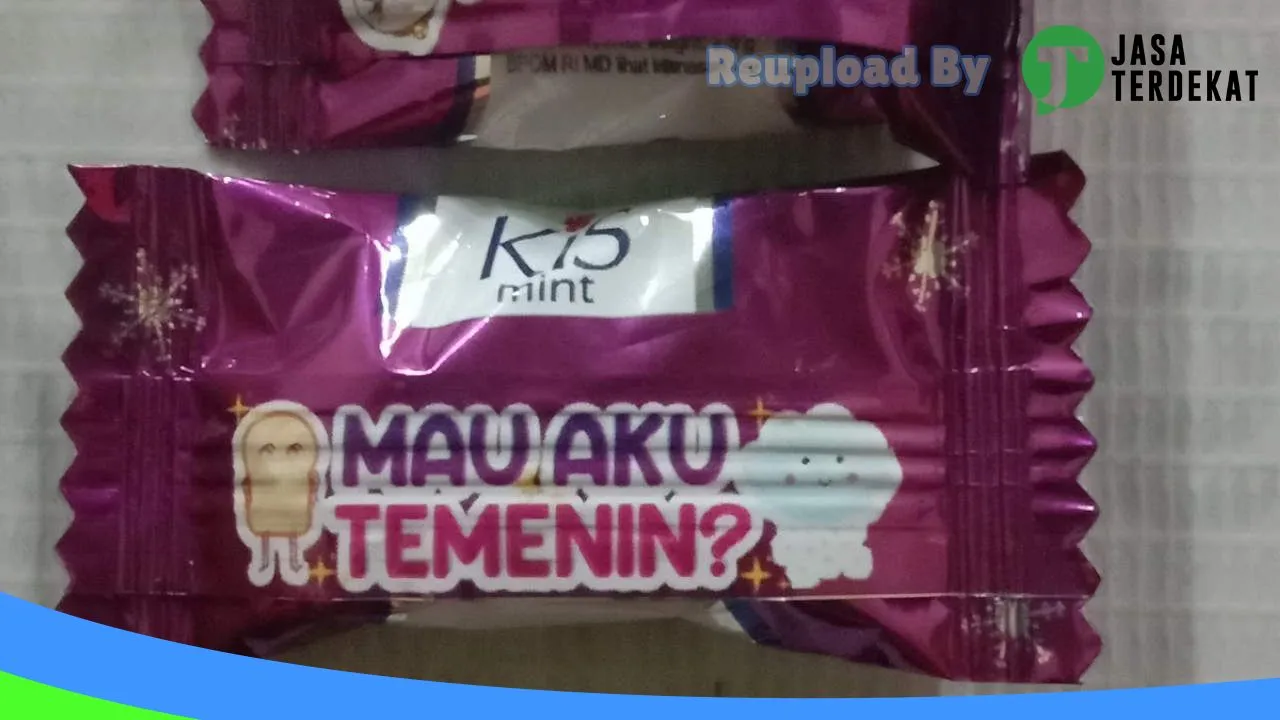 BPOM RI MD
Reupload By
JASA
TERDEKAT
KIS
mint
MAU AKU
TEMENIN?